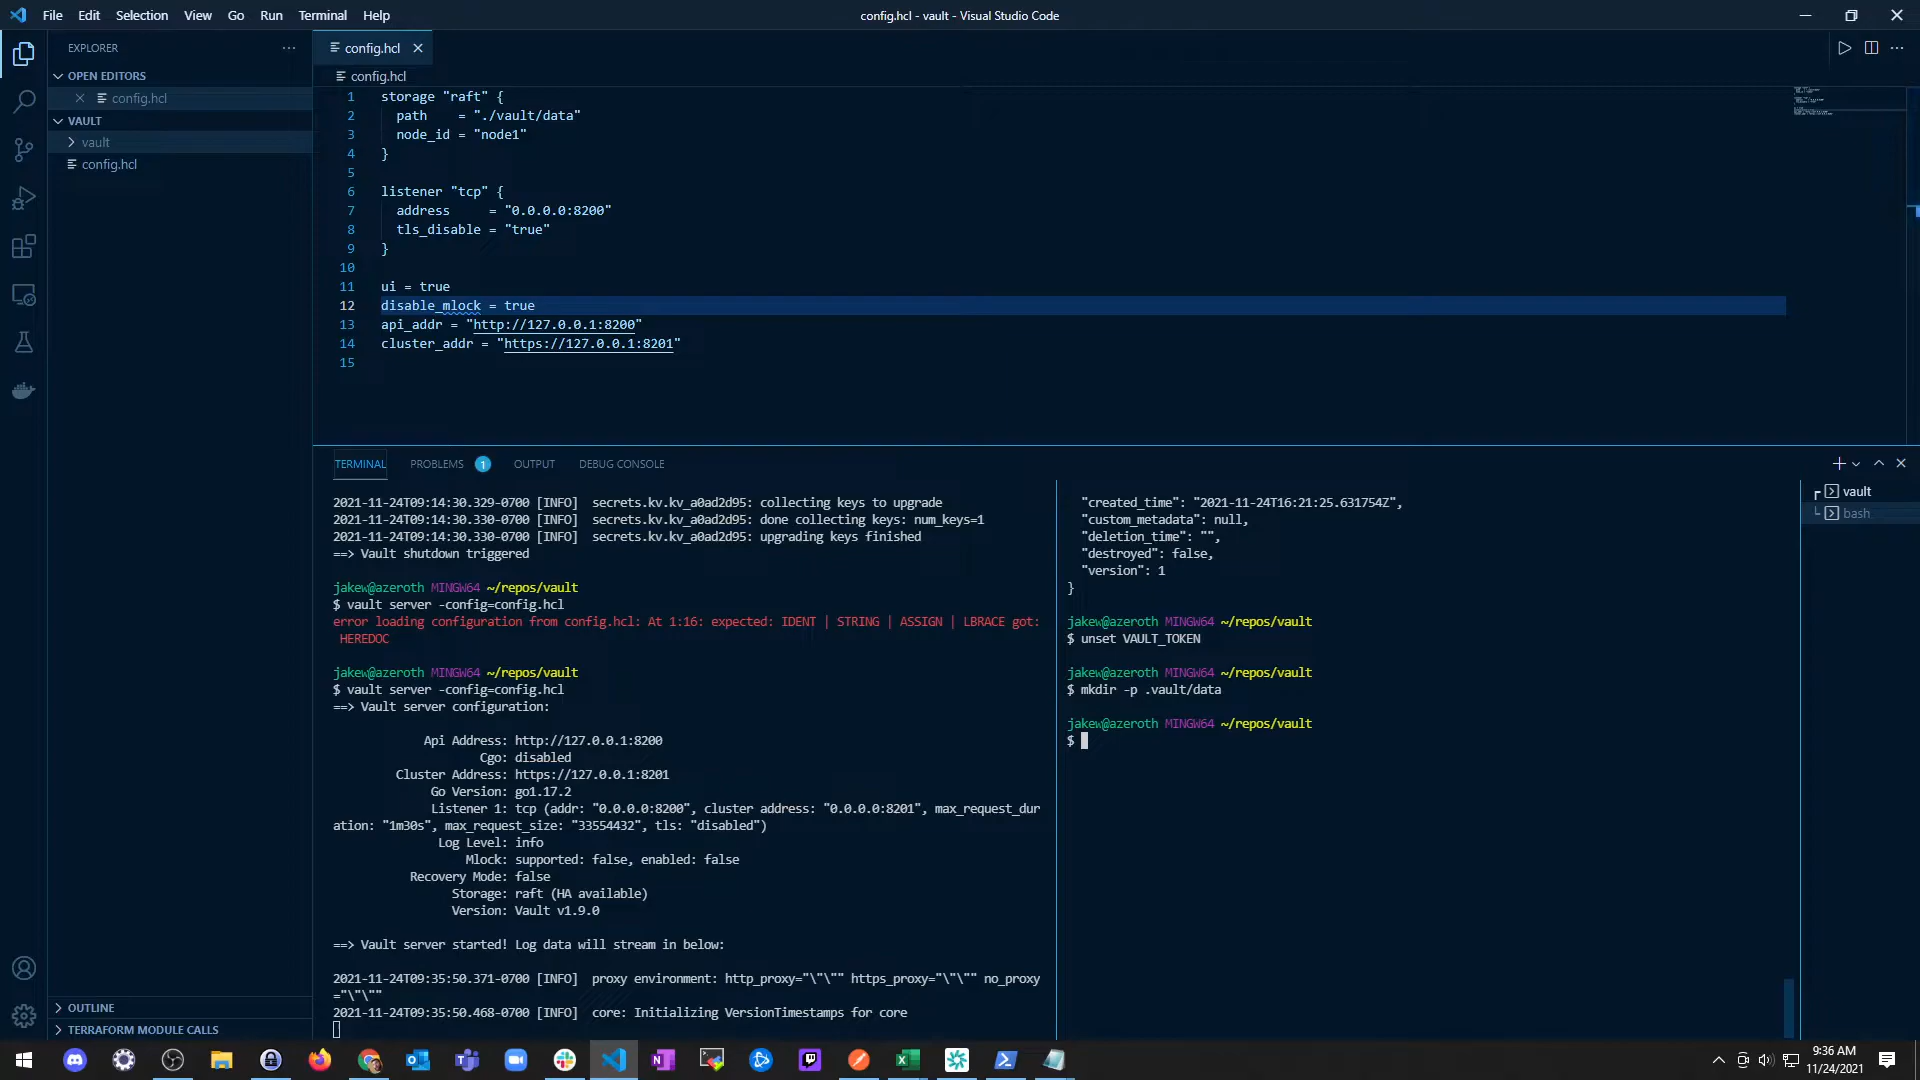 File Edit Selection View Go Run Terminal Help
config.hcl - vault - Visual Studio Code
EXPLORER
OPEN EDITORS
config.hcl
VAULT
vault
config.hcl
OUTLINE
TERRAFORM MODULE CALLS
config.hcl
config.hcl
1 storage "raft" {
2 path    = "./vault/data"
3 node_id = "node1"
4 }
5
6 listener "tcp" {
7 address     = "0.0.0.0:8200"
8 tls_disable = "true"
9 }
10
11 ui = true
12 disable_mlock = true
13 api_addr = "http://127.0.0.1:8200"
14 cluster_addr = "https://127.0.0.1:8201"
15
TERMINAL PROBLEMS 1 OUTPUT DEBUG CONSOLE
2021-11-24T09:14:30.329-0700 [INFO]  secrets.kv.kv_a0ad2d95: collecting keys to upgrade
2021-11-24T09:14:30.330-0700 [INFO]  secrets.kv.kv_a0ad2d95: done collecting keys: num_keys=1
2021-11-24T09:14:30.330-0700 [INFO]  secrets.kv.kv_a0ad2d95: upgrading keys finished
==> Vault shutdown triggered
jakew@azeroth MINGW64 ~/repos/vault
$ vault server -config=config.hcl
error loading configuration from config.hcl: At 1:16: expected: IDENT | STRING | ASSIGN | LBRACE got:
HEREDOC
jakew@azeroth MINGW64 ~/repos/vault
$ vault server -config=config.hcl
==> Vault server configuration:
Api Address: http://127.0.0.1:8200
Cgo: disabled
Cluster Address: https://127.0.0.1:8201
Go Version: go1.17.2
Listener 1: tcp (addr: "0.0.0.0:8200", cluster address: "0.0.0.0:8201", max_request_dur
ation: "1m30s", max_request_size: "33554432", tls: "disabled")
Log Level: info
Mlock: supported: false, enabled: false
Recovery Mode: false
Storage: raft (HA available)
Version: Vault v1.9.0
==> Vault server started! Log data will stream in below:
2021-11-24T09:35:50.371-0700 [INFO]  proxy environment: http_proxy="\"\"" https_proxy="\"\"" no_proxy
="\"\""
2021-11-24T09:35:50.468-0700 [INFO]  core: Initializing VersionTimestamps for core
"created_time": "2021-11-24T16:21:25.631754Z",
"custom_metadata": null,
"deletion_time": "",
"destroyed": false,
"version": 1
}
jakew@azeroth MINGW64 ~/repos/vault
$ unset VAULT_TOKEN
jakew@azeroth MINGW64 ~/repos/vault
$ mkdir -p .vault/data
jakew@azeroth MINGW64 ~/repos/vault
$
vault
bash
9:36 AM
11/24/2021